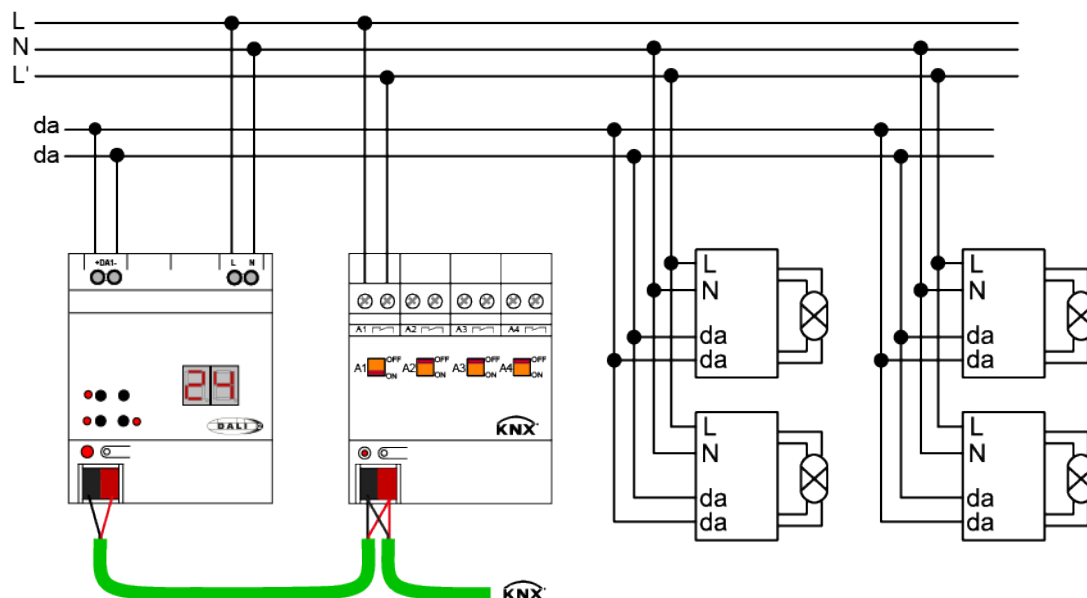 L
N
L'
da
da
+DA1-
L N
A1 A2 A3 A4
A1 OFF ON A2 OFF ON A3 OFF ON A4 OFF ON
24
DALI
KNX
L
N
da
da
L
N
da
da
L
N
da
da
L
N
da
da
KNX